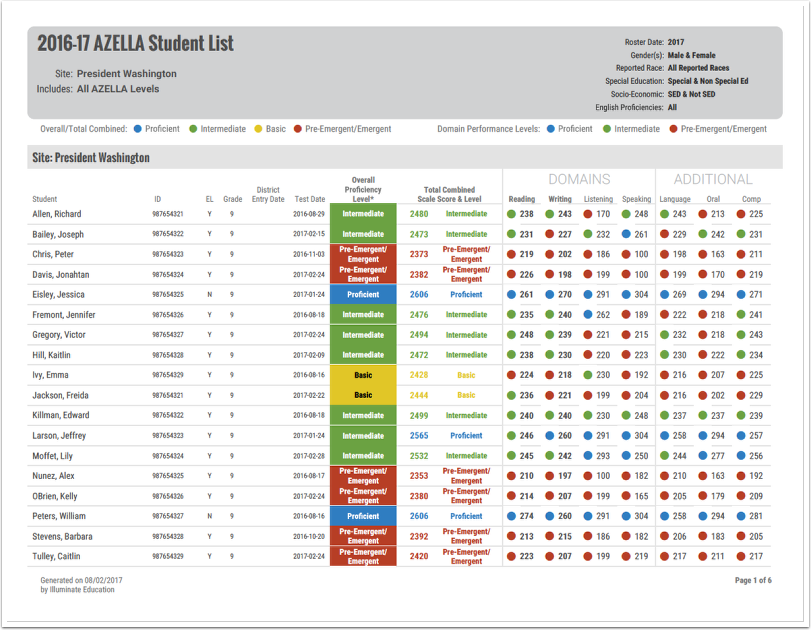 2016-17 AZELLA Student List
Site: President Washington
Includes: All AZELLA Levels
Roster Date: 2017
Gender(s): Male & Female
Reported Race: All Reported Races
Special Education: Special & Non Special Ed
Socio-Economic: SED & Not SED
English Proficiencies: All
Overall/Total Combined: Proficient Intermediate Basic Pre-Emergent/Emergent Domain Performance Levels: Proficient Intermediate Pre-Emergent/Emergent
Site: President Washington
DOMAINS ADDITIONAL
Student ID EL Grade District Entry Date Test Date Overall Proficiency Level* Total Combined Scale Score & Level Reading Writing Listening Speaking Language Oral Comp
Allen, Richard 987654321 Y 9 2016-08-29 Intermediate 2480 Intermediate 238 243 170 248 243 213 225
Bailey, Joseph 987654322 Y 9 2017-02-15 Intermediate 2473 Intermediate 231 227 232 261 229 242 231
Chris, Peter 987654323 Y 9 2016-11-03 Pre-Emergent/Emergent 2373 Pre-Emergent/Emergent 219 202 186 100 198 163 211
Davis, Jonahtan 987654324 Y 9 2017-02-24 Pre-Emergent/Emergent 2382 Pre-Emergent/Emergent 226 198 199 100 199 170 219
Eisley, Jessica 987654325 N 9 2017-01-24 Proficient 2606 Proficient 261 270 291 304 269 294 271
Fremont, Jennifer 987654326 Y 9 2016-08-18 Intermediate 2476 Intermediate 235 240 262 189 222 218 241
Gregory, Victor 987654327 Y 9 2017-02-24 Intermediate 2494 Intermediate 248 239 221 215 232 218 243
Hill, Kaitlin 987654328 Y 9 2017-02-09 Intermediate 2472 Intermediate 238 230 220 223 230 222 234
Ivy, Emma 987654329 Y 9 2016-08-16 Basic 2428 Basic 224 218 230 192 216 207 225
Jackson, Freida 987654321 Y 9 2017-02-22 Basic 2444 Basic 236 221 199 204 216 202 229
Killman, Edward 987654322 Y 9 2016-08-18 Intermediate 2499 Intermediate 240 240 230 248 237 237 239
Larson, Jeffrey 987654323 Y 9 2017-01-24 Intermediate 2565 Proficient 246 260 291 304 258 294 257
Moffet, Lily 987654324 Y 9 2017-02-28 Intermediate 2532 Intermediate 245 242 293 250 244 277 256
Nunez, Alex 987654325 Y 9 2016-08-17 Pre-Emergent/Emergent 2353 Pre-Emergent/Emergent 210 197 100 182 210 163 192
OBrien, Kelly 987654326 Y 9 2017-02-24 Pre-Emergent/Emergent 2380 Pre-Emergent/Emergent 214 207 199 165 205 179 209
Peters, William 987654327 N 9 2016-08-16 Proficient 2606 Proficient 274 260 291 304 258 294 281
Stevens, Barbara 987654328 Y 9 2016-10-20 Pre-Emergent/Emergent 2392 Pre-Emergent/Emergent 213 215 186 182 206 183 205
Tulley, Caitlin 987654329 Y 9 2017-02-24 Pre-Emergent/Emergent 2420 Pre-Emergent/Emergent 223 207 199 219 217 211 217
Generated on 08/02/2017 Page 1 of 6
by Illuminate Education